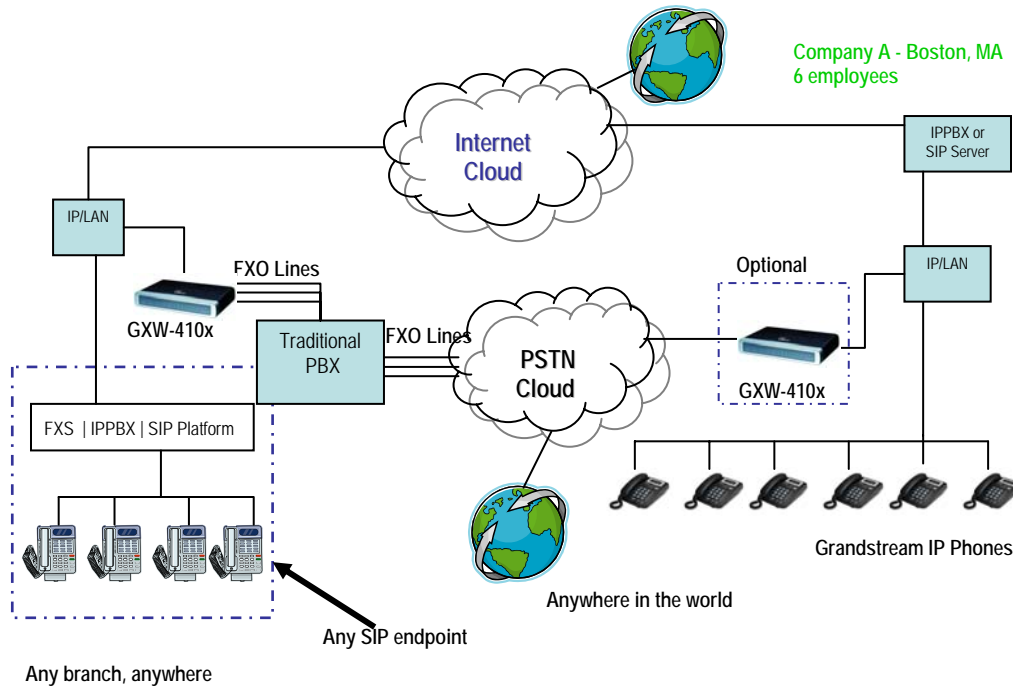 Company A - Boston, MA
6 employees
Internet
Cloud
IPPBX or
SIP Server
IP/LAN
IP/LAN
FXO Lines
Optional
GXW-410x
Traditional
PBX
FXO Lines
PSTN
Cloud
GXW-410x
FXS | IPPBX | SIP Platform
Grandstream IP Phones
Anywhere in the world
Any SIP endpoint
Any branch, anywhere